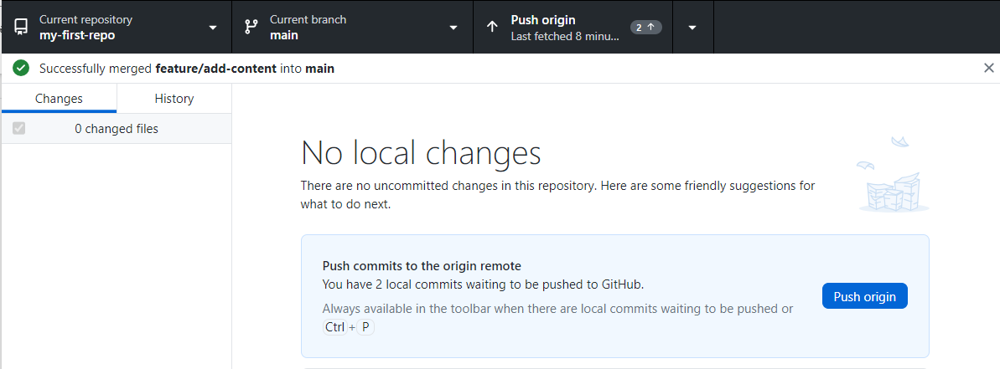 Current repository
my-first-repo
Current branch
main
Push origin
Last fetched 8 minu...
2
Successfully merged feature/add-content into main
Changes
History
0 changed files
No local changes
There are no uncommitted changes in this repository. Here are some friendly suggestions for
what to do next.
Push commits to the origin remote
You have 2 local commits waiting to be pushed to GitHub.
Always available in the toolbar when there are local commits waiting to be pushed or
Ctrl + P
Push origin